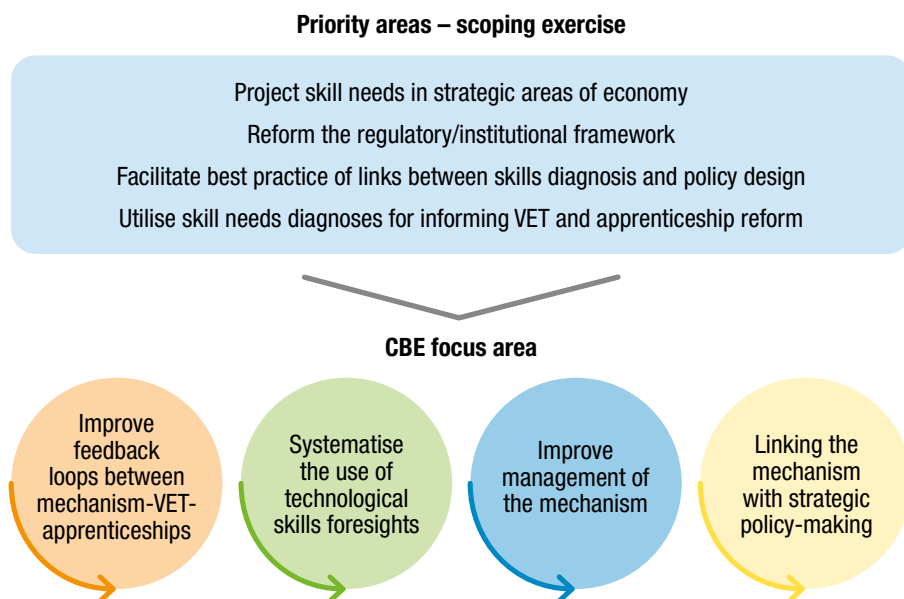 Priority areas – scoping exercise
Project skill needs in strategic areas of economy
Reform the regulatory/institutional framework
Facilitate best practice of links between skills diagnosis and policy design
Utilise skill needs diagnoses for informing VET and apprenticeship reform
CBE focus area
Improve
feedback
loops between
mechanism-VET-
apprenticeships
Systematise
the use of
technological
skills foresights
Improve
management of
the mechanism
Linking the
mechanism
with strategic
policy-making